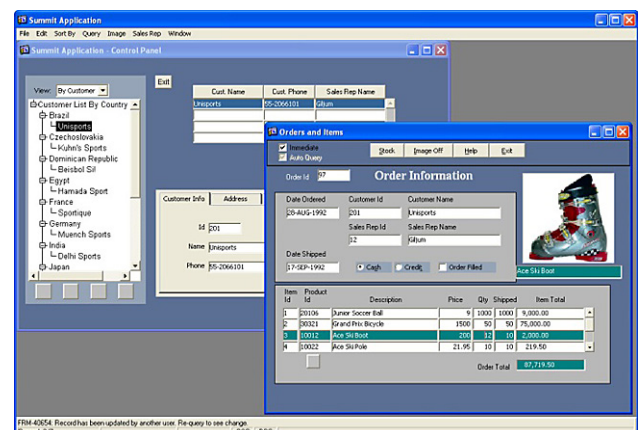 Summit Application
File Edit Sort By Query Image Sales Rep Window
Summit Application - Control Panel
View: By Customer
Exit
Customer List By Country
Brazil
Unisports
Czechoslovakia
Kuhn's Sports
Dominican Republic
Beisbol Si!
Egypt
Hamada Sport
France
Sportique
Germany
Muench Sports
India
Delhi Sports
Japan
Cust. Name Cust. Phone Sales Rep Name
Unisports 55-2066101 Giljum
Customer Info Address
Id 201
Name Unisports
Phone 55-2066101
Orders and Items
Immediate
Auto Query
Stock Image Off Help Exit
Order Id 97 Order Information
Date Ordered Customer Id Customer Name
28-AUG-1992 201 Unisports
Sales Rep Id Sales Rep Name
12 Giljum
Date Shipped
17-SEP-1992 Cash Credit Order Filled
Ace Ski Boot
Item Id Product Id Description Price Qty Shipped Item Total
1 20106 Junior Soccer Ball 9 1000 1000 9,000.00
2 30321 Grand Prix Bicycle 1500 50 50 75,000.00
3 10012 Ace Ski Boot 200 12 10 2,000.00
4 10022 Ace Ski Pole 21.95 10 10 219.50
Order Total 87,719.50
FRM-40654: Record has been updated by another user. Re-query to see change.